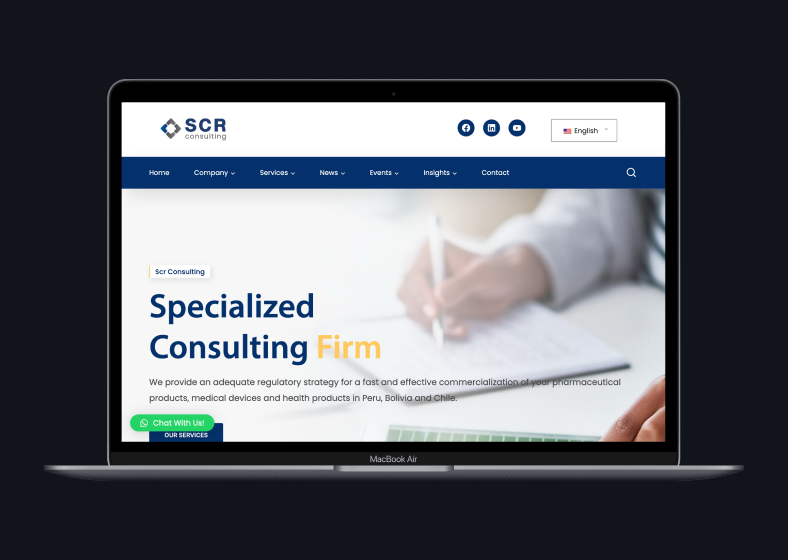 SCR
consulting
English
Home Company Services News Events Insights Contact
Scr Consulting
Specialized
Consulting Firm
We provide an adequate regulatory strategy for a fast and effective commercialization of your pharmaceutical
products, medical devices and health products in Peru, Bolivia and Chile.
Chat With Us!
OUR SERVICES
MacBook Air